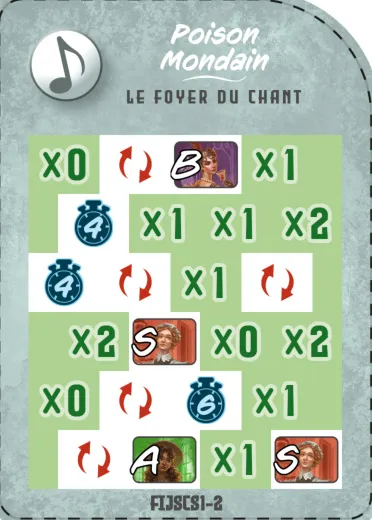 Poison
Mondain
LE FOYER DU CHANT
x0 B x1
4 x1 x1 x2
4 x1
x2 S x0 x2
x0 6 x1
A x1 S
FIJSCS1-2